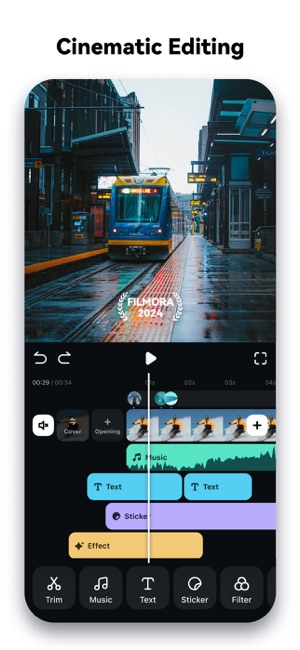 Cinematic Editing
FILMORA
2024
00:29 / 00:34
02s
03s
04s
Cover
+
Opening
+
Music
Text
Text
Sticker
Effect
Trim
Music
Text
Sticker
Filter